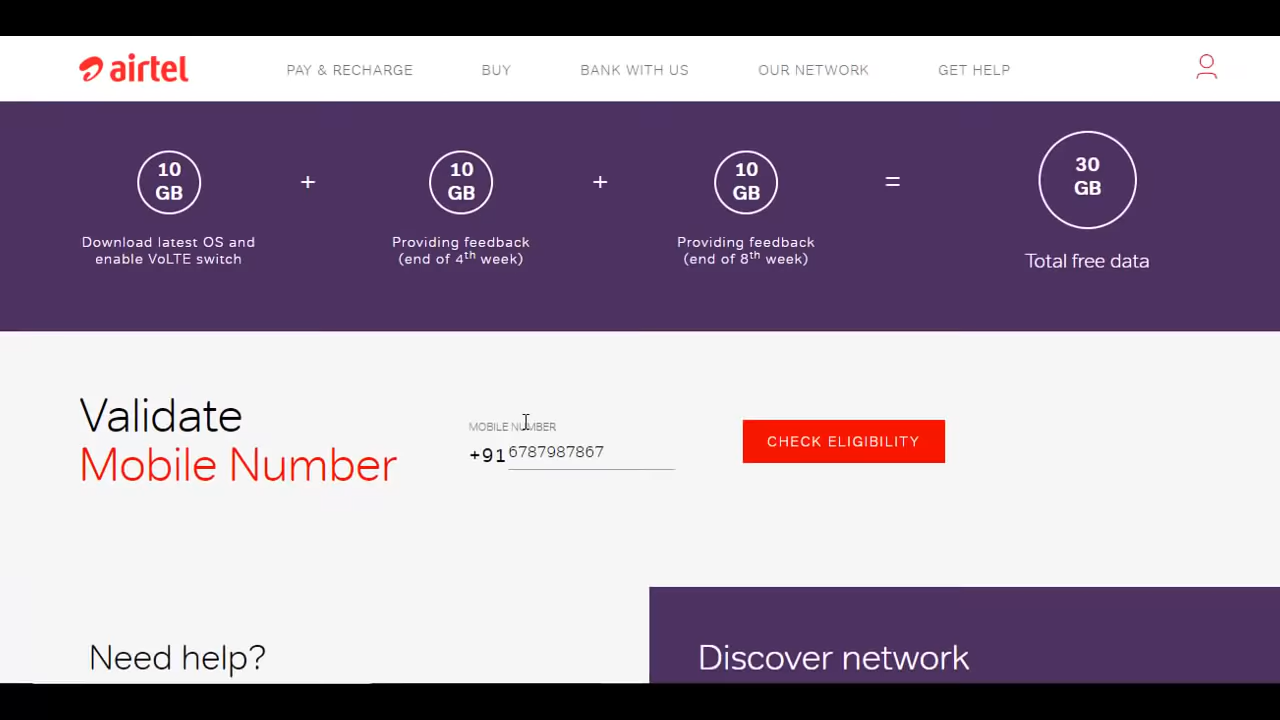 airtel
PAY & RECHARGE
BUY
BANK WITH US
OUR NETWORK
GET HELP
10
GB
+
10
GB
+
10
GB
=
30
GB
Download latest OS and
enable VoLTE switch
Providing feedback
(end of 4th week)
Providing feedback
(end of 8th week)
Total free data
Validate
Mobile Number
MOBILE NUMBER
+91 6787987867
CHECK ELIGIBILITY
Need help?
Discover network